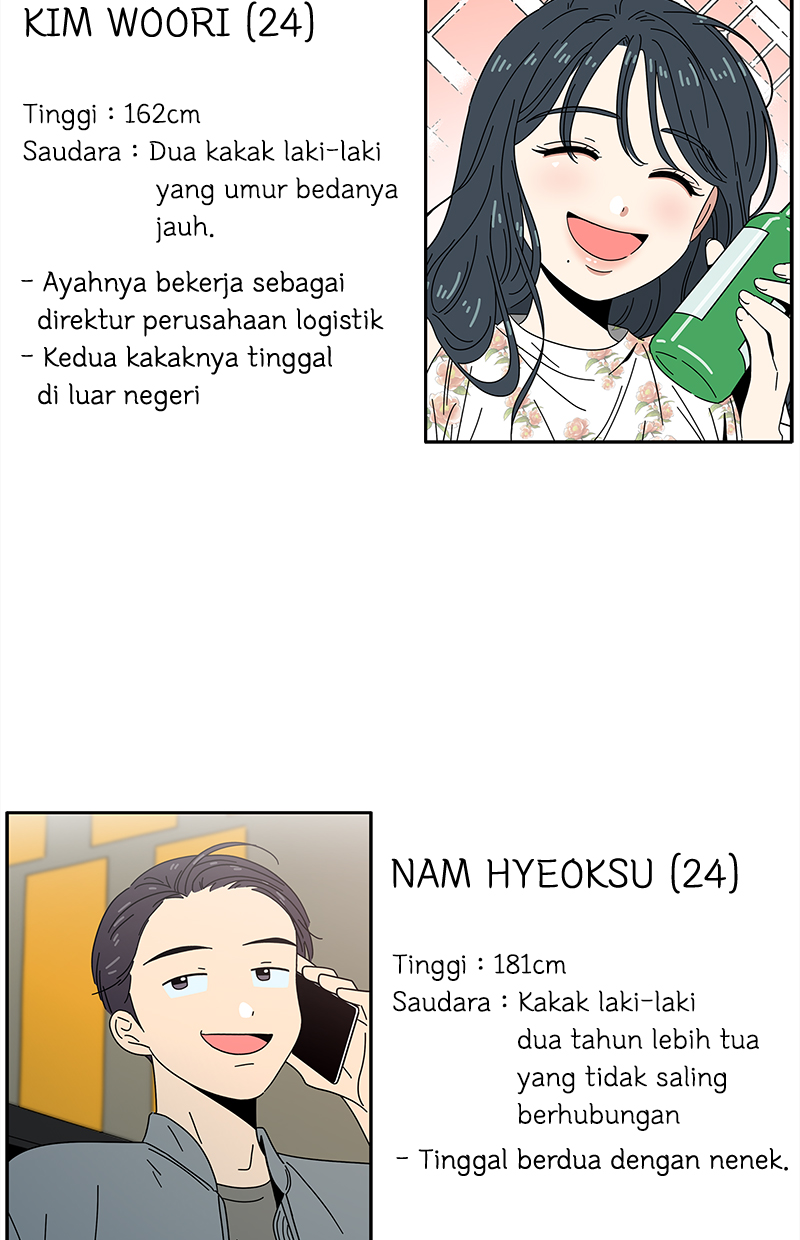 KIM WOORI (24)
Tinggi : 162cm
Saudara : Dua kakak laki-laki
yang umur bedanya
jauh.
- Ayahnya bekerja sebagai
direktur perusahaan logistik
- Kedua kakaknya tinggal
di luar negeri
NAM HYEOKSU (24)
Tinggi : 181cm
Saudara : Kakak laki-laki
dua tahun lebih tua
yang tidak saling
berhubungan
- Tinggal berdua dengan nenek.